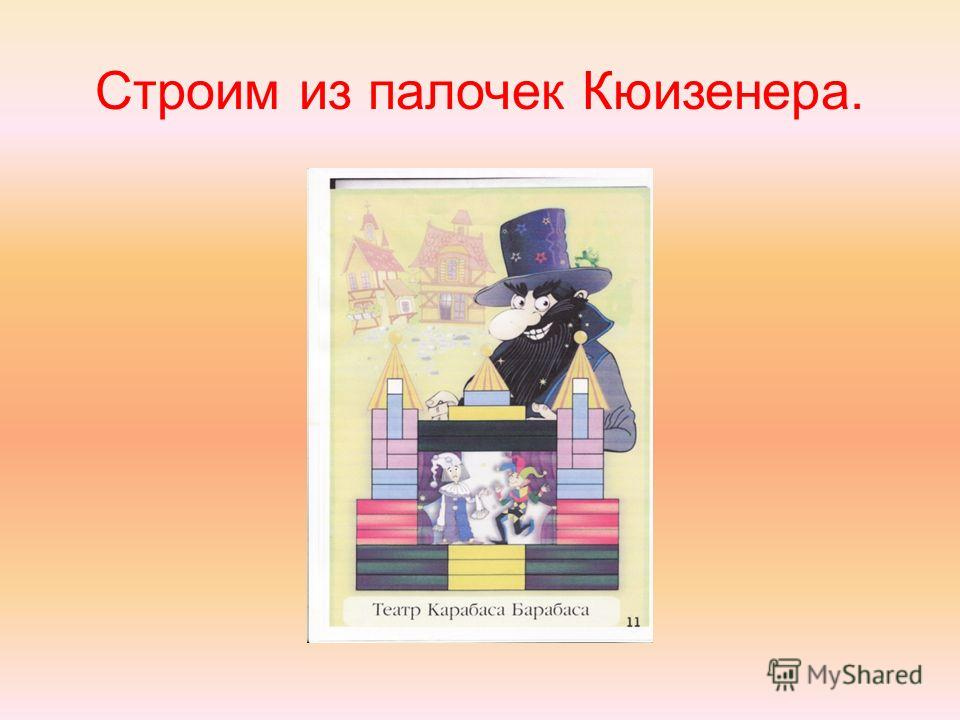 Строим из палочек Кюизенера.
Театр Карабаса Барабаса
11
MyShared